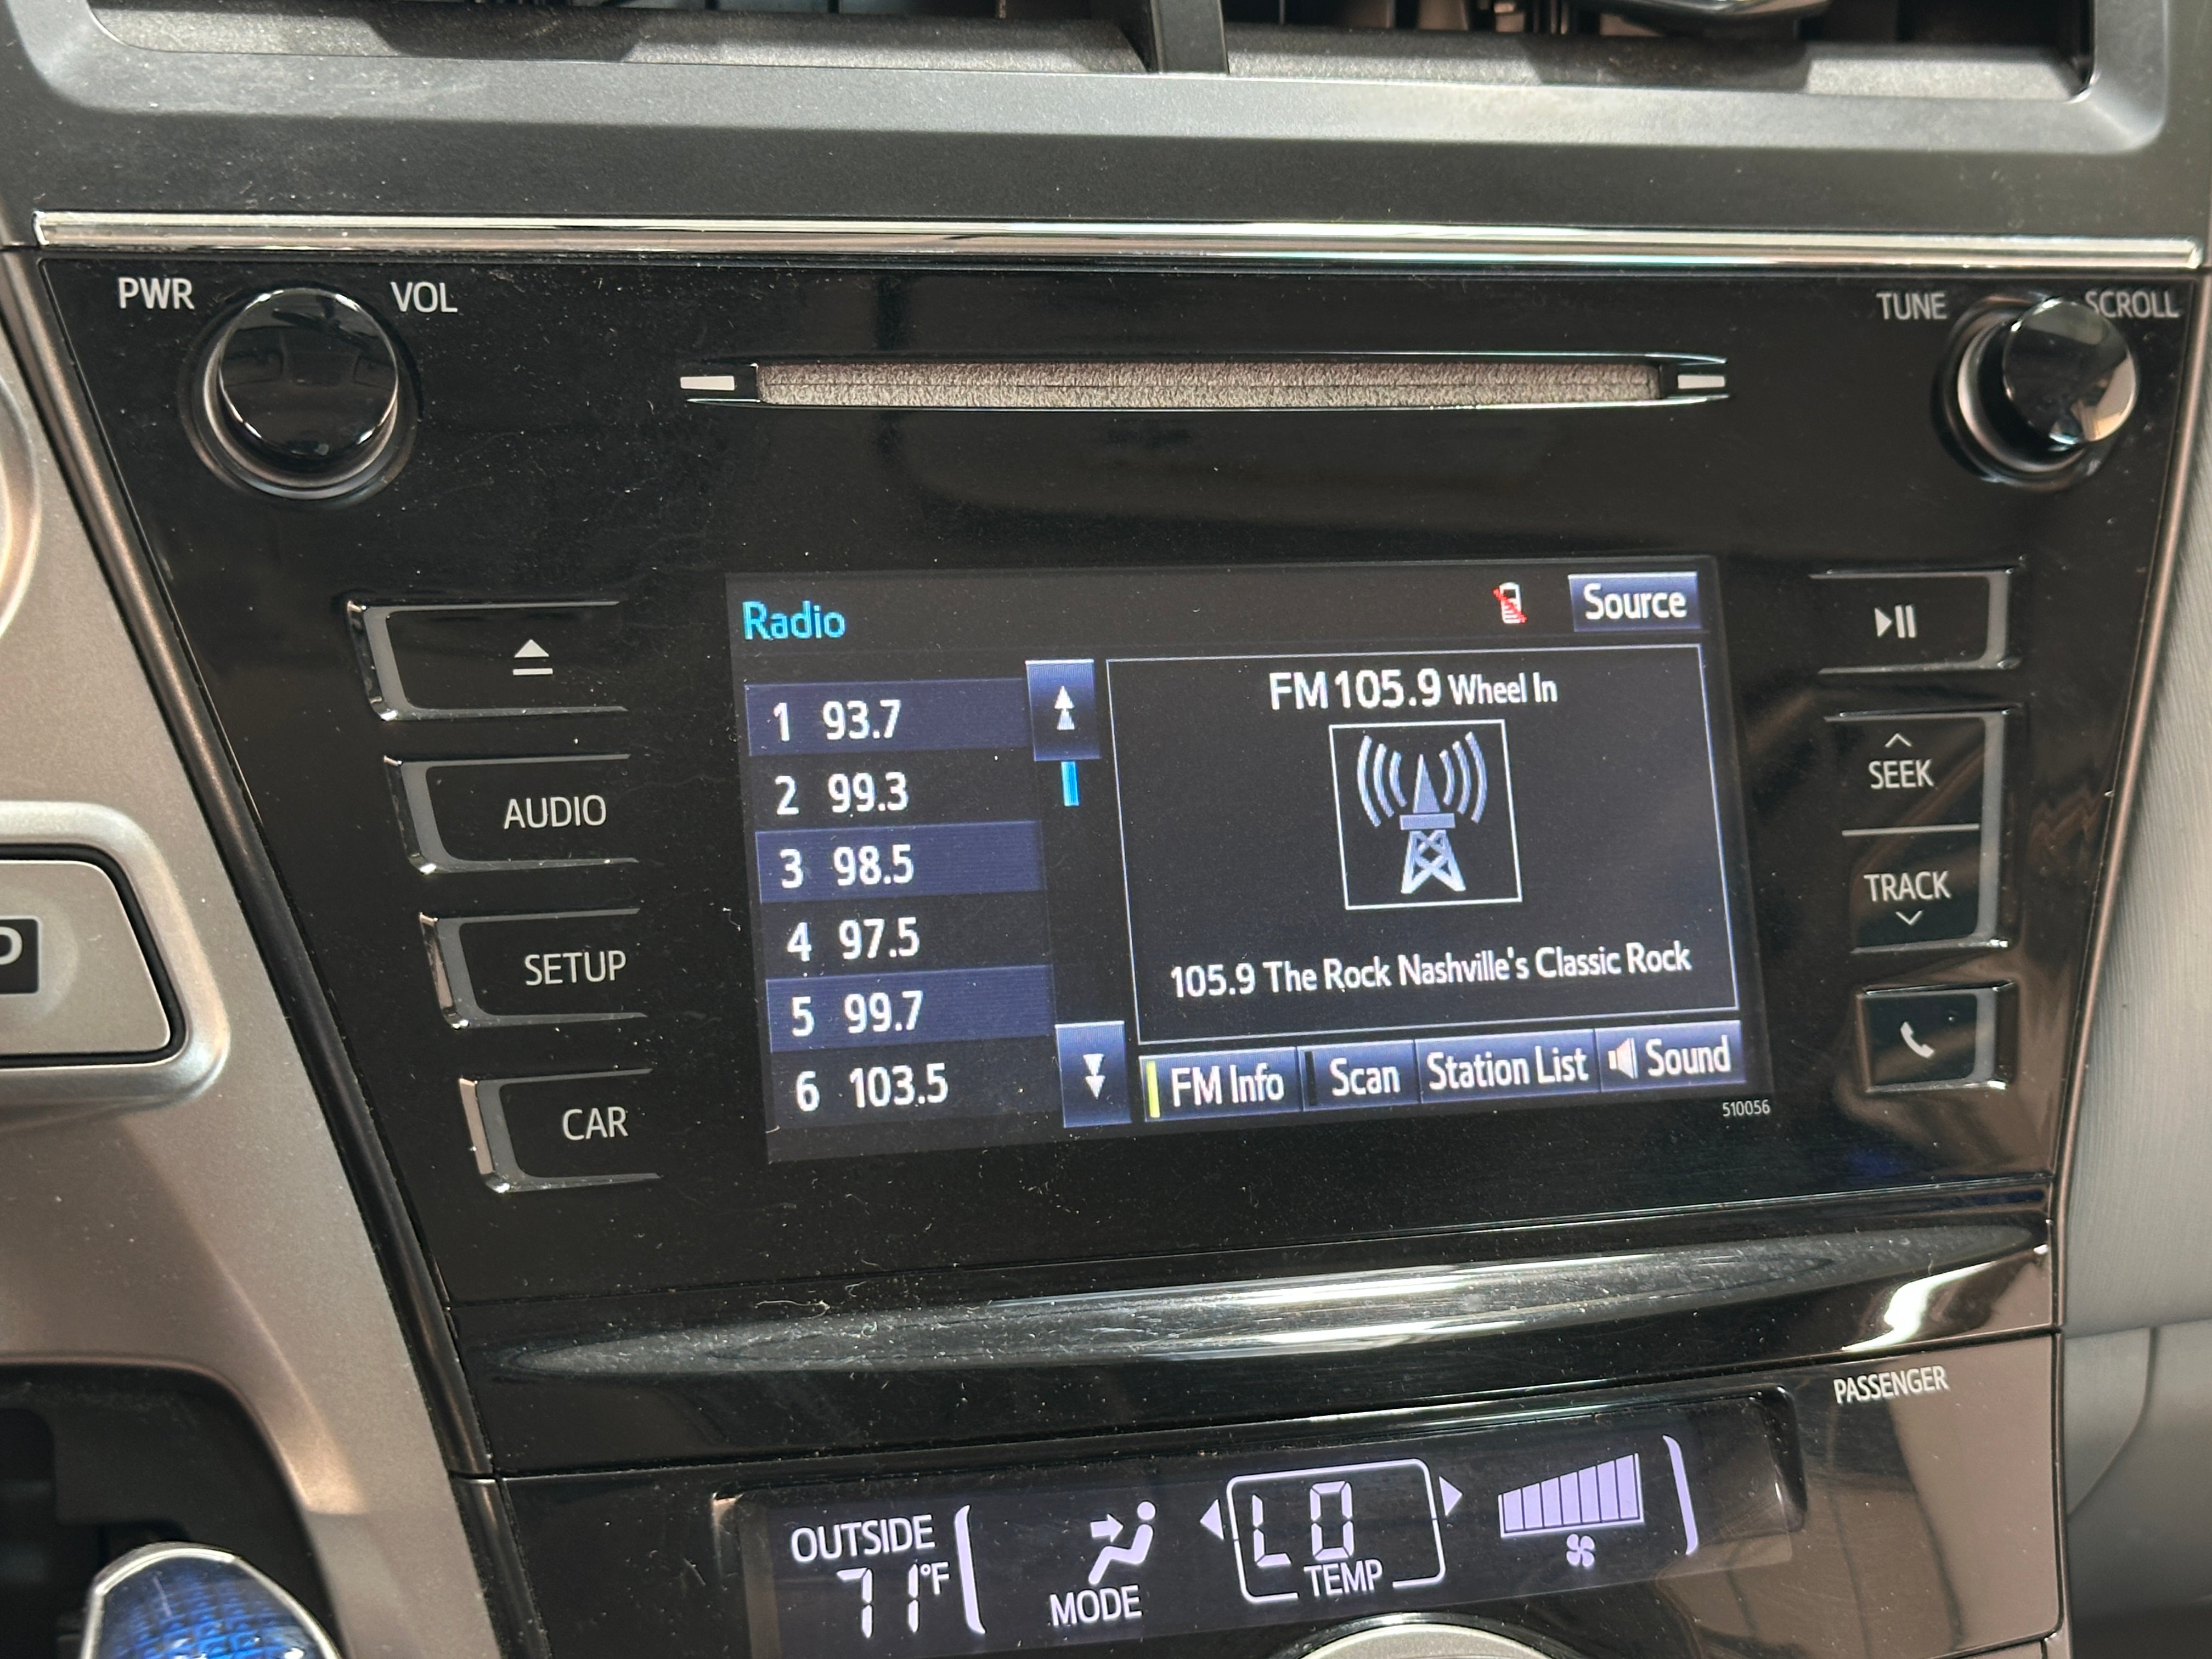 PWR VOL
TUNE SCROLL
Radio
Source
1 93.7
2 99.3
3 98.5
4 97.5
5 99.7
6 103.5
FM 105.9 Wheel In
105.9 The Rock Nashville's Classic Rock
FM Info
Scan
Station List
Sound
510056
AUDIO
SETUP
CAR
SEEK
TRACK
PASSENGER
OUTSIDE
71°F
MODE
LO
TEMP